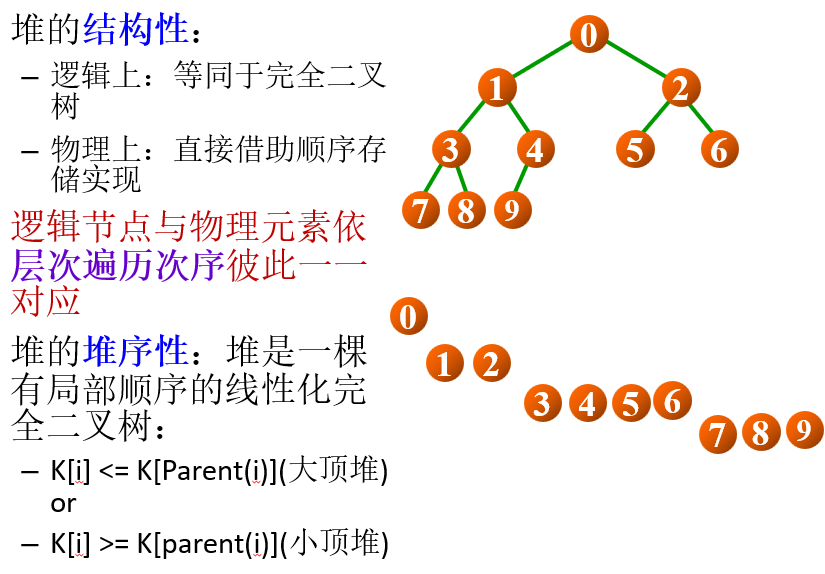 堆的结构性：
– 逻辑上：等同于完全二叉
树
– 物理上：直接借助顺序存
储实现
逻辑节点与物理元素依
层次遍历次序彼此一一
对应
堆的堆序性：堆是一棵
有局部顺序的线性化完
全二叉树：
– K[i] <= K[Parent(i)](大顶堆)
or
– K[i] >= K[parent(i)](小顶堆)
0
1 2
3 4 5 6
7 8 9
0
1 2
3 4 5 6
7 8 9